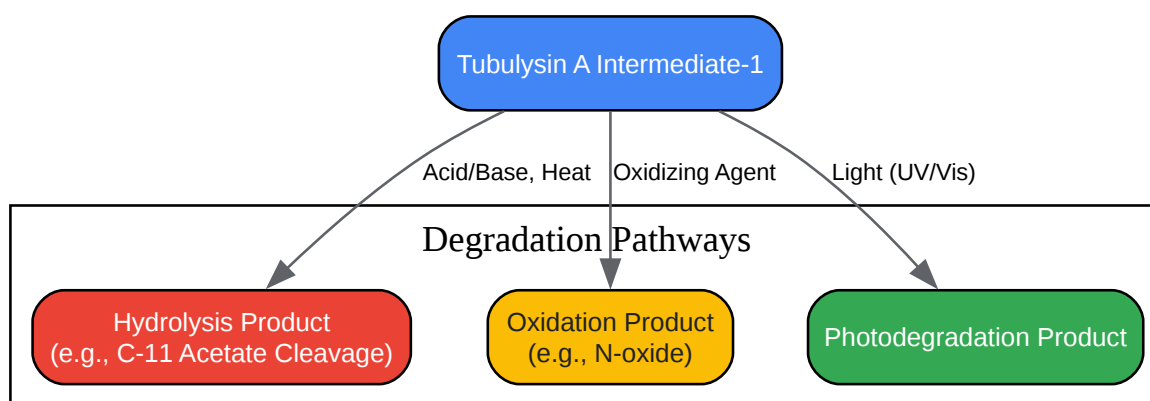 Tubulysin A Intermediate-1
Acid/Base, Heat
Oxidizing Agent
Light (UV/Vis)
Degradation Pathways
Hydrolysis Product
(e.g., C-11 Acetate Cleavage)
Oxidation Product
(e.g., N-oxide)
Photodegradation Product